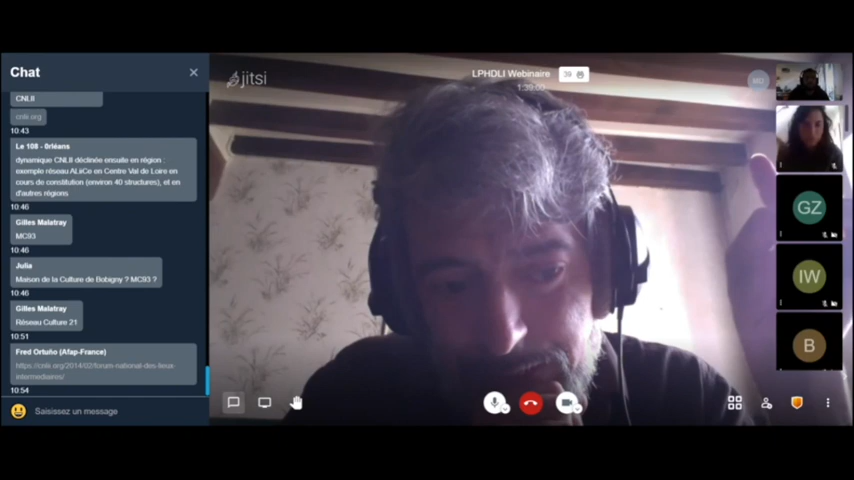 Chat
jitsi
LPHDLI Webinaire
39
1:39:00
MD
CNLII
cnlii.org
10:43
Le 108 - Orléans
dynamique CNLII déclinée ensuite en région :
exemple réseau ALiiCe en Centre Val de Loire en
cours de constitution (environ 40 structures), et en
d'autres régions
10:46
Gilles Malatray
MC93
10:46
Julia
Maison de la Culture de Bobigny ? MC93 ?
10:46
Gilles Malatray
Réseau Culture 21
10:51
Fred Ortuño (Afap-France)
https://cnlii.org/2014/02/forum-national-des-lieux-
intermediaires/
10:54
Saisissez un message
GZ
IW
B